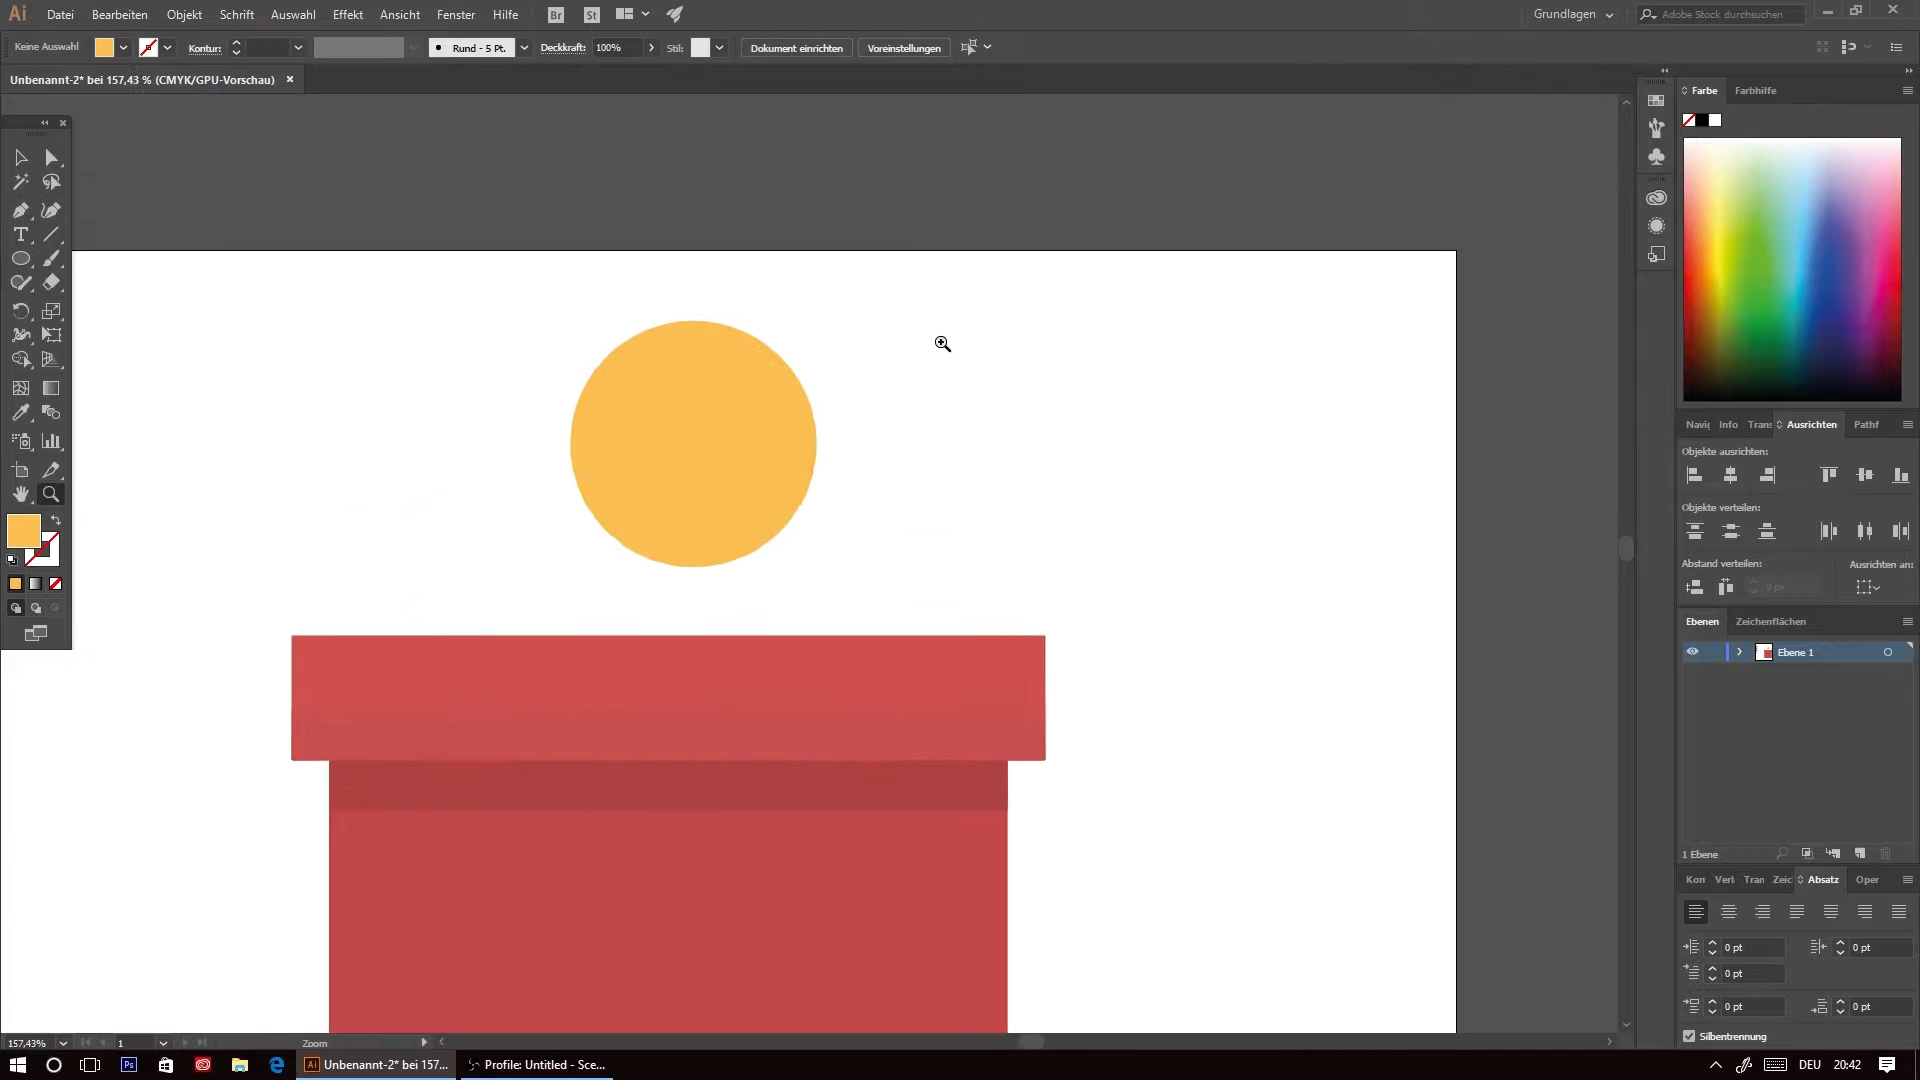 Ai Datei Bearbeiten Objekt Schrift Auswahl Effekt Ansicht Fenster Hilfe Br St Grundlagen Adobe Stock durchsuchen
Keine Auswahl Kontur: Rund - 5 Pt. Deckkraft: 100% Stil: Dokument einrichten Voreinstellungen
Unbenannt-2* bei 157,43 % (CMYK/GPU-Vorschau)
Farbe Farbhilfe
Navig Info Trans Ausrichten Pathf
Objekte ausrichten:
Objekte verteilen:
Abstand verteilen: Ausrichten an:
0 px
Ebenen Zeichenflächen
Ebene 1
1 Ebene
Kon Verl Tran Zeic Absatz Oper
0 pt 0 pt
0 pt
0 pt 0 pt
Silbentrennung
157,43% 1 Zoom
Ps Ai Unbenannt-2* bei 157... Profile: Untitled - Sce... DEU 20:42